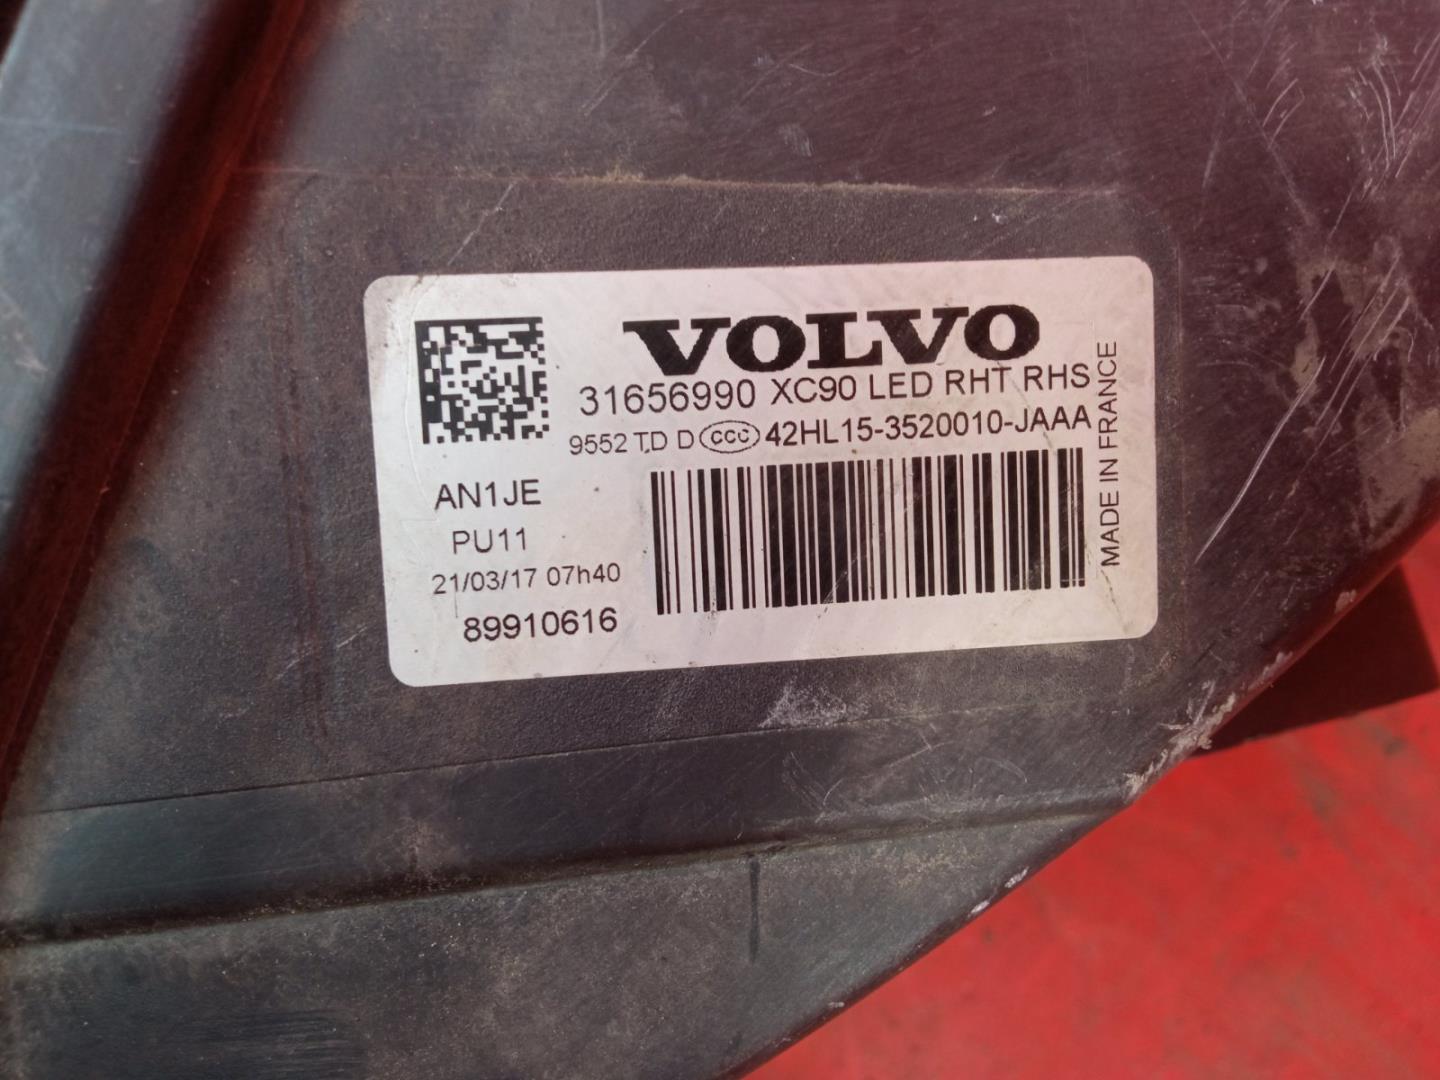 VOLVO
31656990 XC90 LED RHT RHS
9552 T,D D CCC 42HL15-3520010-JAAA
AN1JE
PU11
21/03/17 07h40
89910616
MADE IN FRANCE